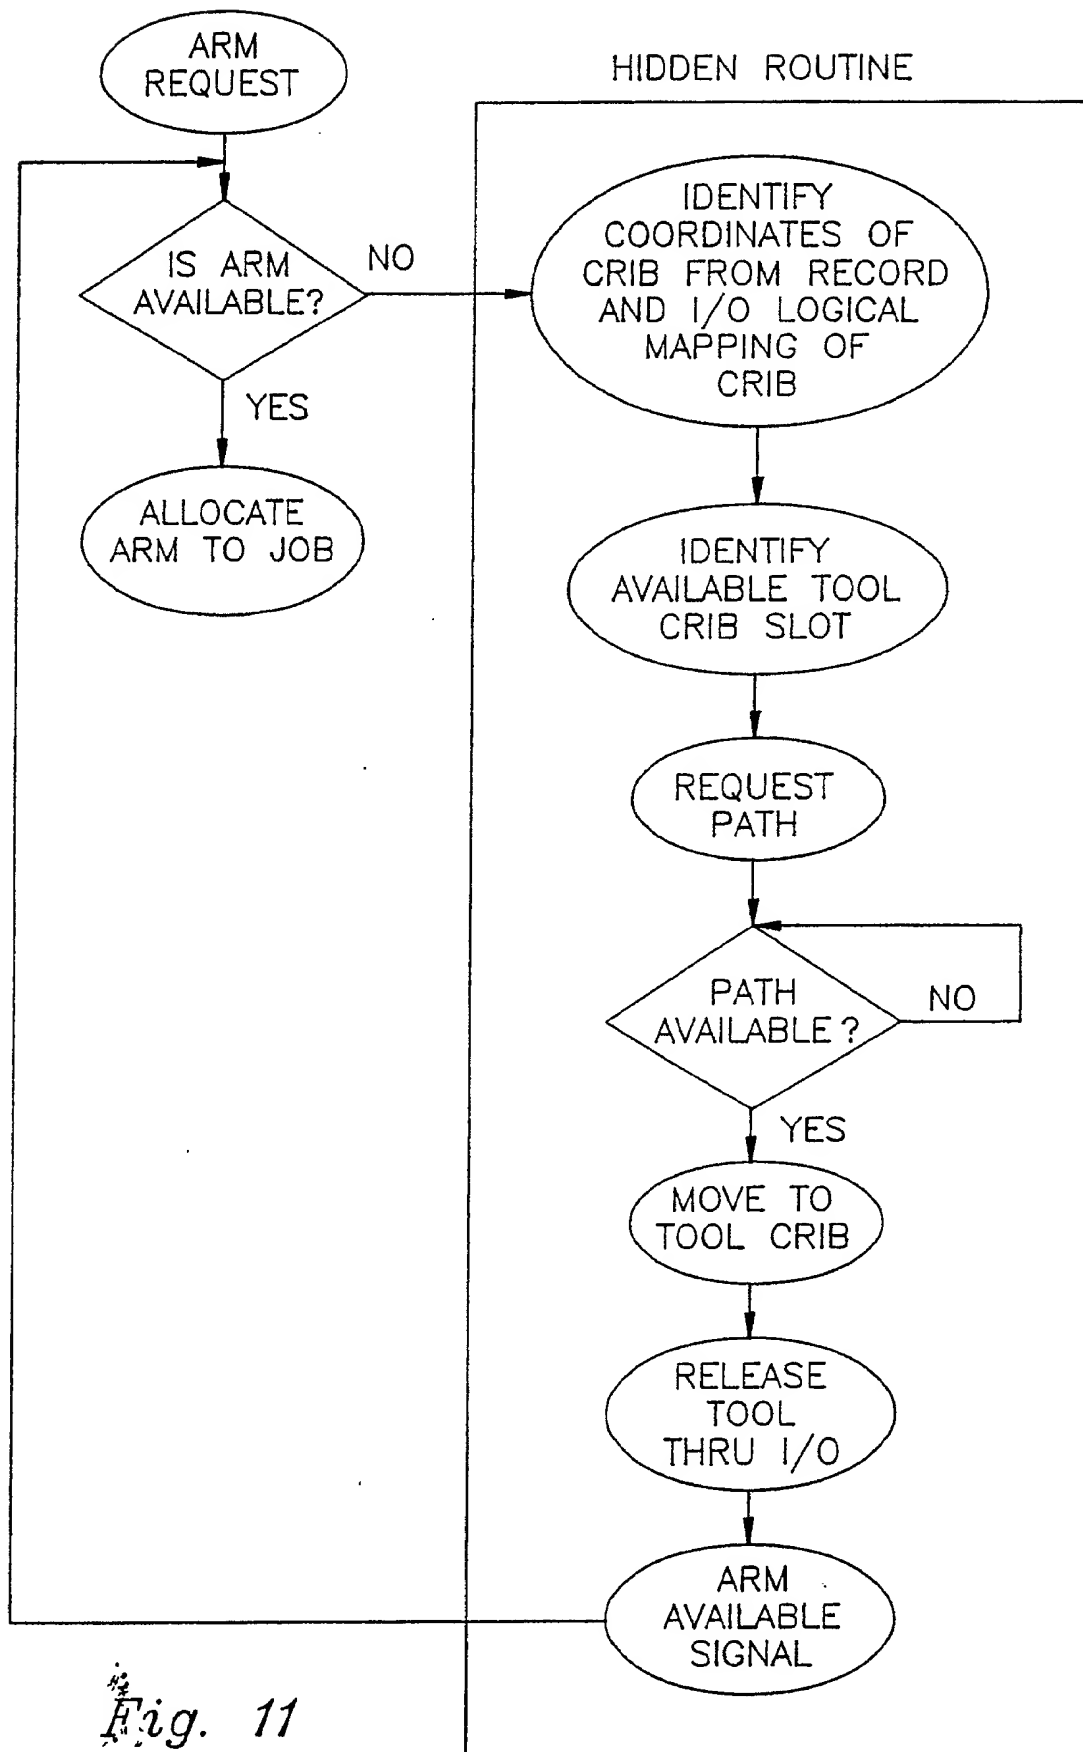 ARM
REQUEST
HIDDEN ROUTINE
IS ARM
AVAILABLE?
NO
YES
ALLOCATE
ARM TO JOB
IDENTIFY
COORDINATES OF
CRIB FROM RECORD
AND I/O LOGICAL
MAPPING OF
CRIB
IDENTIFY
AVAILABLE TOOL
CRIB SLOT
REQUEST
PATH
PATH
AVAILABLE?
NO
YES
MOVE TO
TOOL CRIB
RELEASE
TOOL
THRU I/O
ARM
AVAILABLE
SIGNAL
Fig. 11